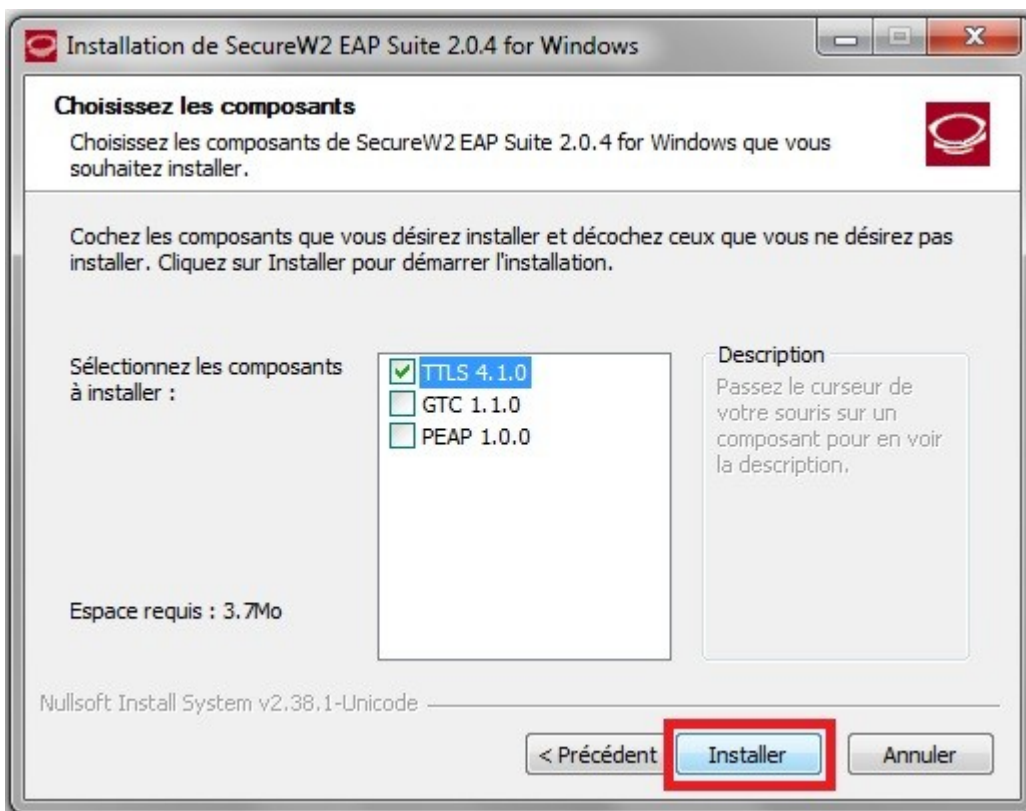 Installation de SecureW2 EAP Suite 2.0.4 for Windows
Choisissez les composants
Choisissez les composants de SecureW2 EAP Suite 2.0.4 for Windows que vous
souhaitez installer.
Cochez les composants que vous désirez installer et décochez ceux que vous ne désirez pas
installer. Cliquez sur Installer pour démarrer l'installation.
Sélectionnez les composants
à installer :
TTLS 4.1.0
GTC 1.1.0
PEAP 1.0.0
Description
Passez le curseur de
votre souris sur un
composant pour en voir
la description.
Espace requis : 3.7Mo
Nullsoft Install System v2.38.1-Unicode
< Précédent
Installer
Annuler